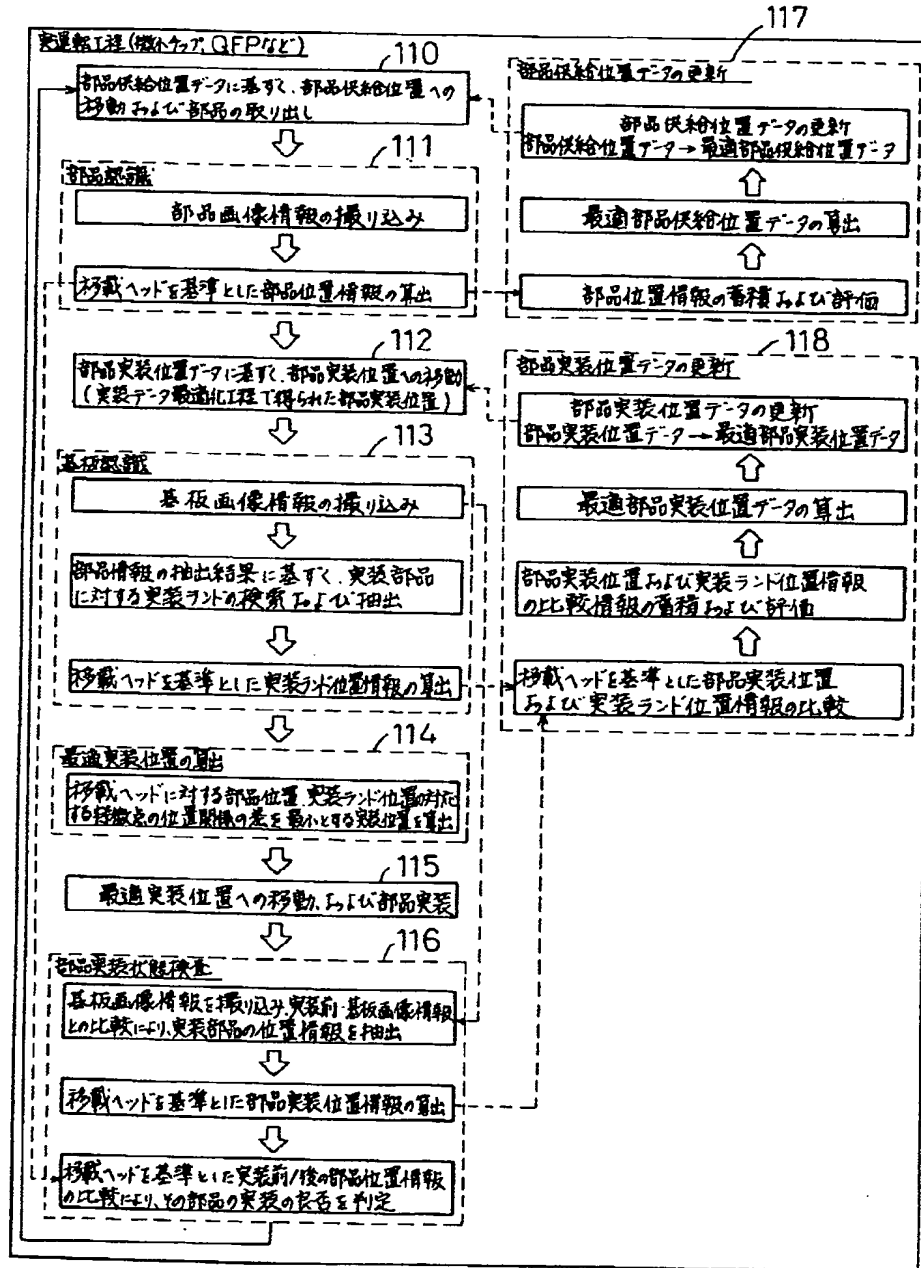 実運転工程(微小チップ,QFPなど)
110
部品供給位置データに基ずく、部品供給位置への
移動および部品の取り出し
111
部品認識
部品画像情報の撮り込み
移載ヘッドを基準とした部品位置情報の算出
112
部品実装位置データに基ずく、部品実装位置への移動
(実装データ最適化工程で得られた部品実装位置)
113
基板認識
基板画像情報の撮り込み
部品情報の抽出結果に基ずく、実装部品
に対する実装ランドの検索および抽出
移載ヘッドを基準とした実装ランド位置情報の算出
114
最適実装位置の算出
移載ヘッドに対する部品位置、実装ランド位置の対応
する特徴点の位置関係の差を最小とする実装位置を算出
115
最適実装位置への移動、および部品実装
116
部品実装状態検査
基板画像情報を撮り込み、実装前・基板画像情報
との比較により、実装部品の位置情報を抽出
移載ヘッドを基準とした部品実装位置情報の算出
移載ヘッドを基準とした実装前/後の部品位置情報
の比較により、その部品の実装の良否を判定
117
部品供給位置データの更新
部品供給位置データの更新
部品供給位置データ→最適部品供給位置データ
最適部品供給位置データの算出
部品位置情報の蓄積および評価
118
部品実装位置データの更新
部品実装位置データの更新
部品実装位置データ→最適部品実装位置データ
最適部品実装位置データの算出
部品実装位置および実装ランド位置情報
の比較情報の蓄積および評価
移載ヘッドを基準とした部品実装位置
および実装ランド位置情報の比較